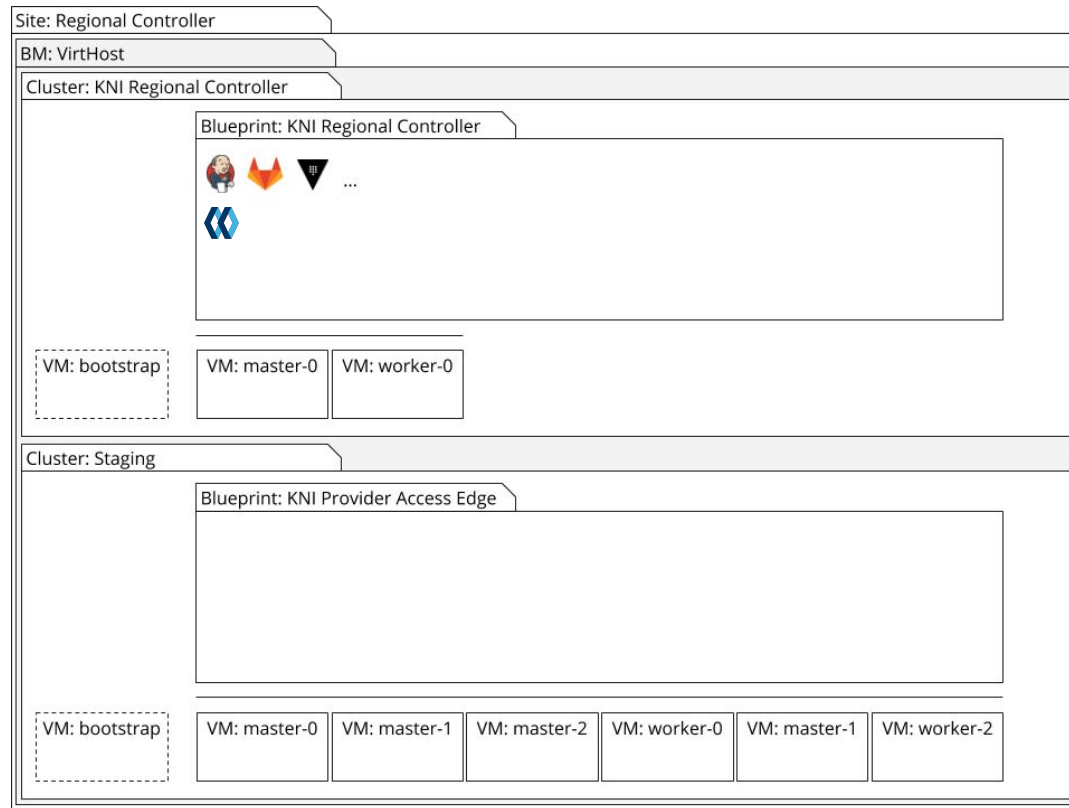 Site: Regional Controller
BM: VirtHost
Cluster: KNI Regional Controller
Blueprint: KNI Regional Controller
...
VM: bootstrap
VM: master-0
VM: worker-0
Cluster: Staging
Blueprint: KNI Provider Access Edge
VM: bootstrap
VM: master-0
VM: master-1
VM: master-2
VM: worker-0
VM: master-1
VM: worker-2